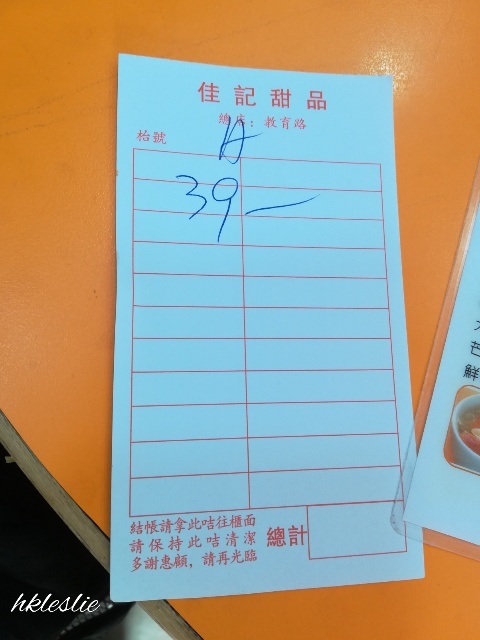 佳記甜品
總店：教育路
枱號 A
39—
結帳請拿此咭往櫃面
請保持此咭清潔
多謝惠顧，請再光臨
總計
鮮
hkleslie